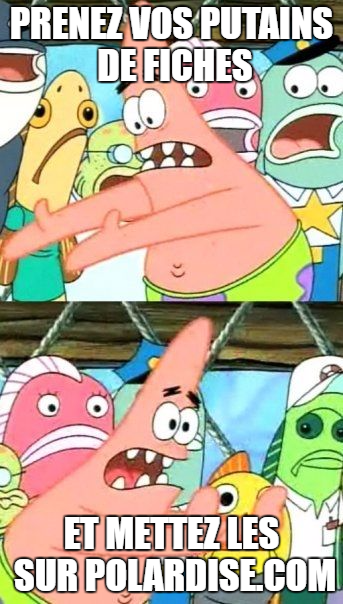 PRENEZ VOS PUTAINS
DE FICHES
ET METTEZ LES
SUR POLARDISE.COM